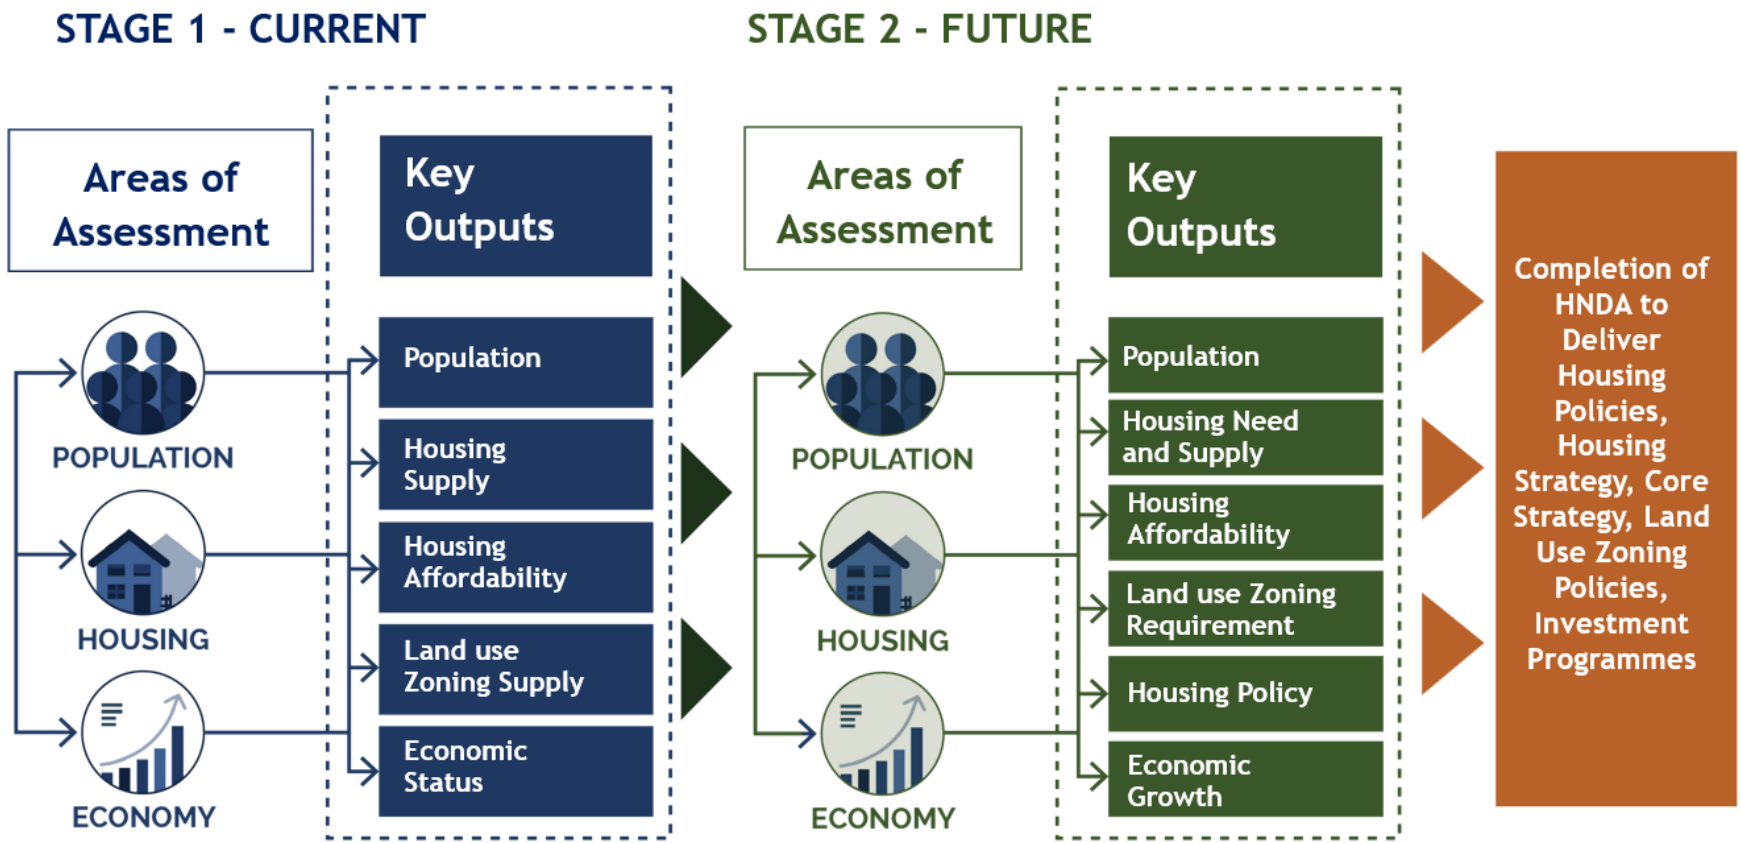 STAGE 1 - CURRENT
Areas of
Assessment
Key
Outputs
POPULATION
HOUSING
ECONOMY
Population
Housing
Supply
Housing
Affordability
Land use
Zoning Supply
Economic
Status
STAGE 2 - FUTURE
Areas of
Assessment
Key
Outputs
POPULATION
HOUSING
ECONOMY
Population
Housing Need
and Supply
Housing
Affordability
Land use Zoning
Requirement
Housing Policy
Economic
Growth
Completion of
HNDA to
Deliver
Housing
Policies,
Housing
Strategy, Core
Strategy, Land
Use Zoning
Policies,
Investment
Programmes